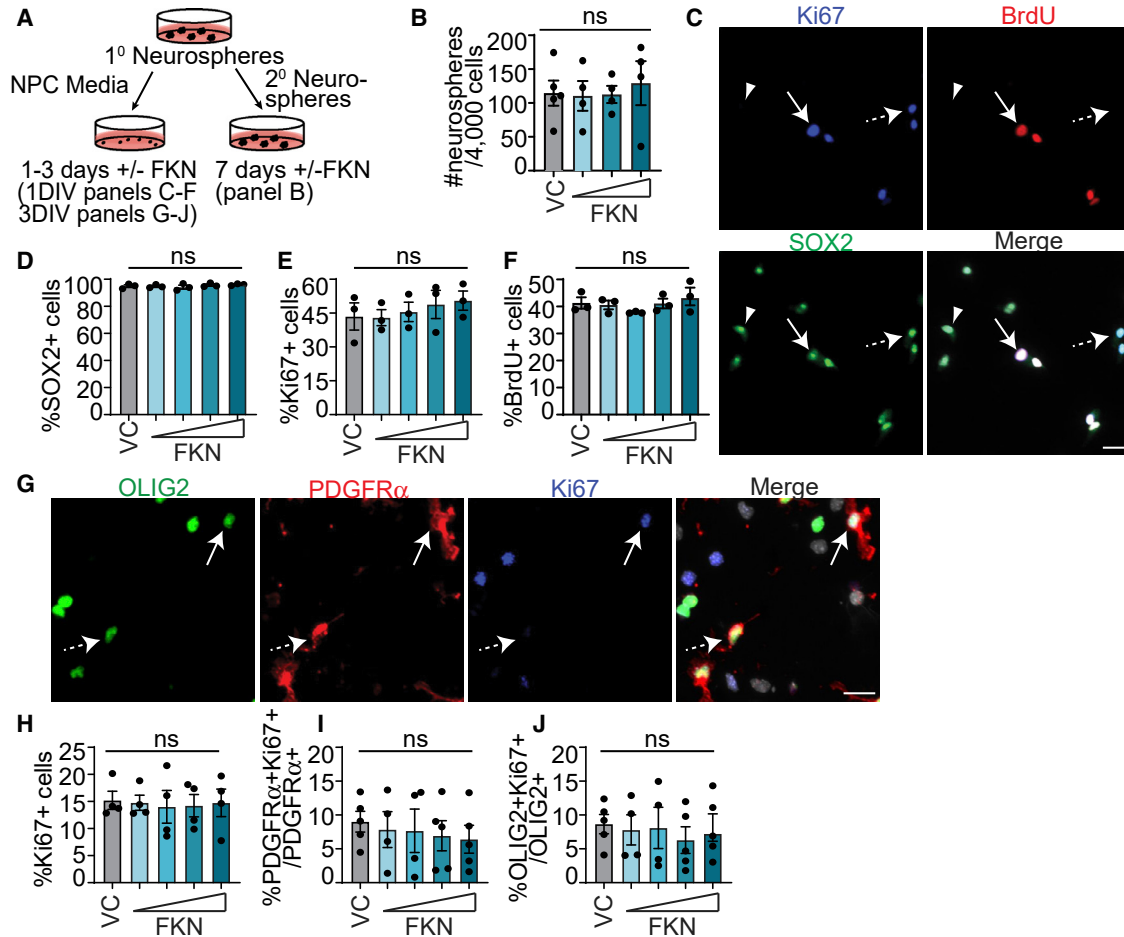 A
1⁰ Neurospheres
NPC Media
2⁰ Neuro-
spheres
1-3 days +/- FKN
(1DIV panels C-F
3DIV panels G-J)
7 days +/-FKN
(panel B)
B
ns
#neurospheres
/4,000 cells
200
150
100
50
0
VC
FKN
C
Ki67
BrdU
SOX2
Merge
D
ns
%SOX2+ cells
100
80
60
40
20
0
VC
FKN
E
ns
%Ki67+ cells
60
45
30
15
0
VC
FKN
F
ns
%BrdU+ cells
50
40
30
20
10
0
VC
FKN
G
OLIG2
PDGFRα
Ki67
Merge
H
ns
%Ki67+ cells
25
20
15
10
5
0
VC
FKN
I
ns
%PDGFRα+Ki67+
/PDGFRα+
20
15
10
5
0
VC
FKN
J
ns
%OLIG2+Ki67+
/OLIG2+
20
15
10
5
0
VC
FKN